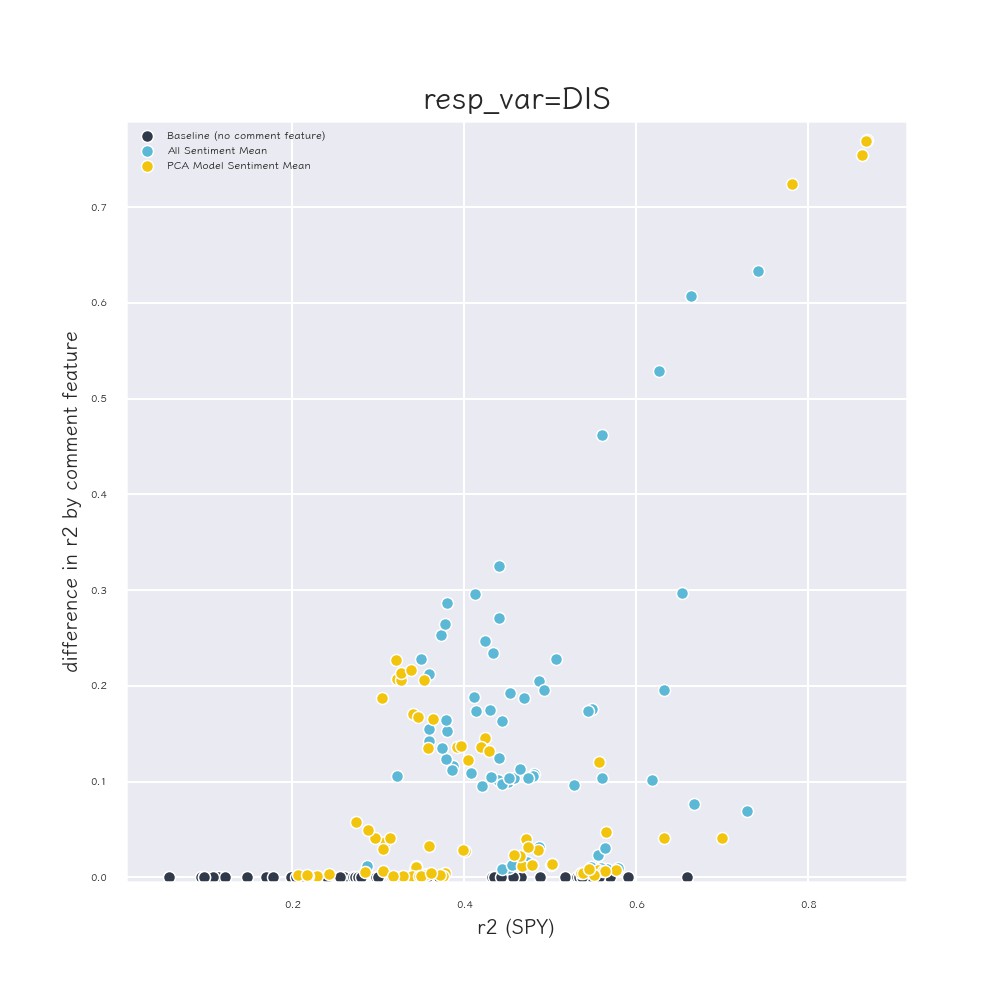 resp_var=DIS
Baseline (no comment feature)
All Sentiment Mean
PCA Model Sentiment Mean
0.7
0.6
0.5
0.4
0.3
0.2
0.1
0.0
difference in r2 by comment feature
0.2 0.4 0.6 0.8
r2 (SPY)